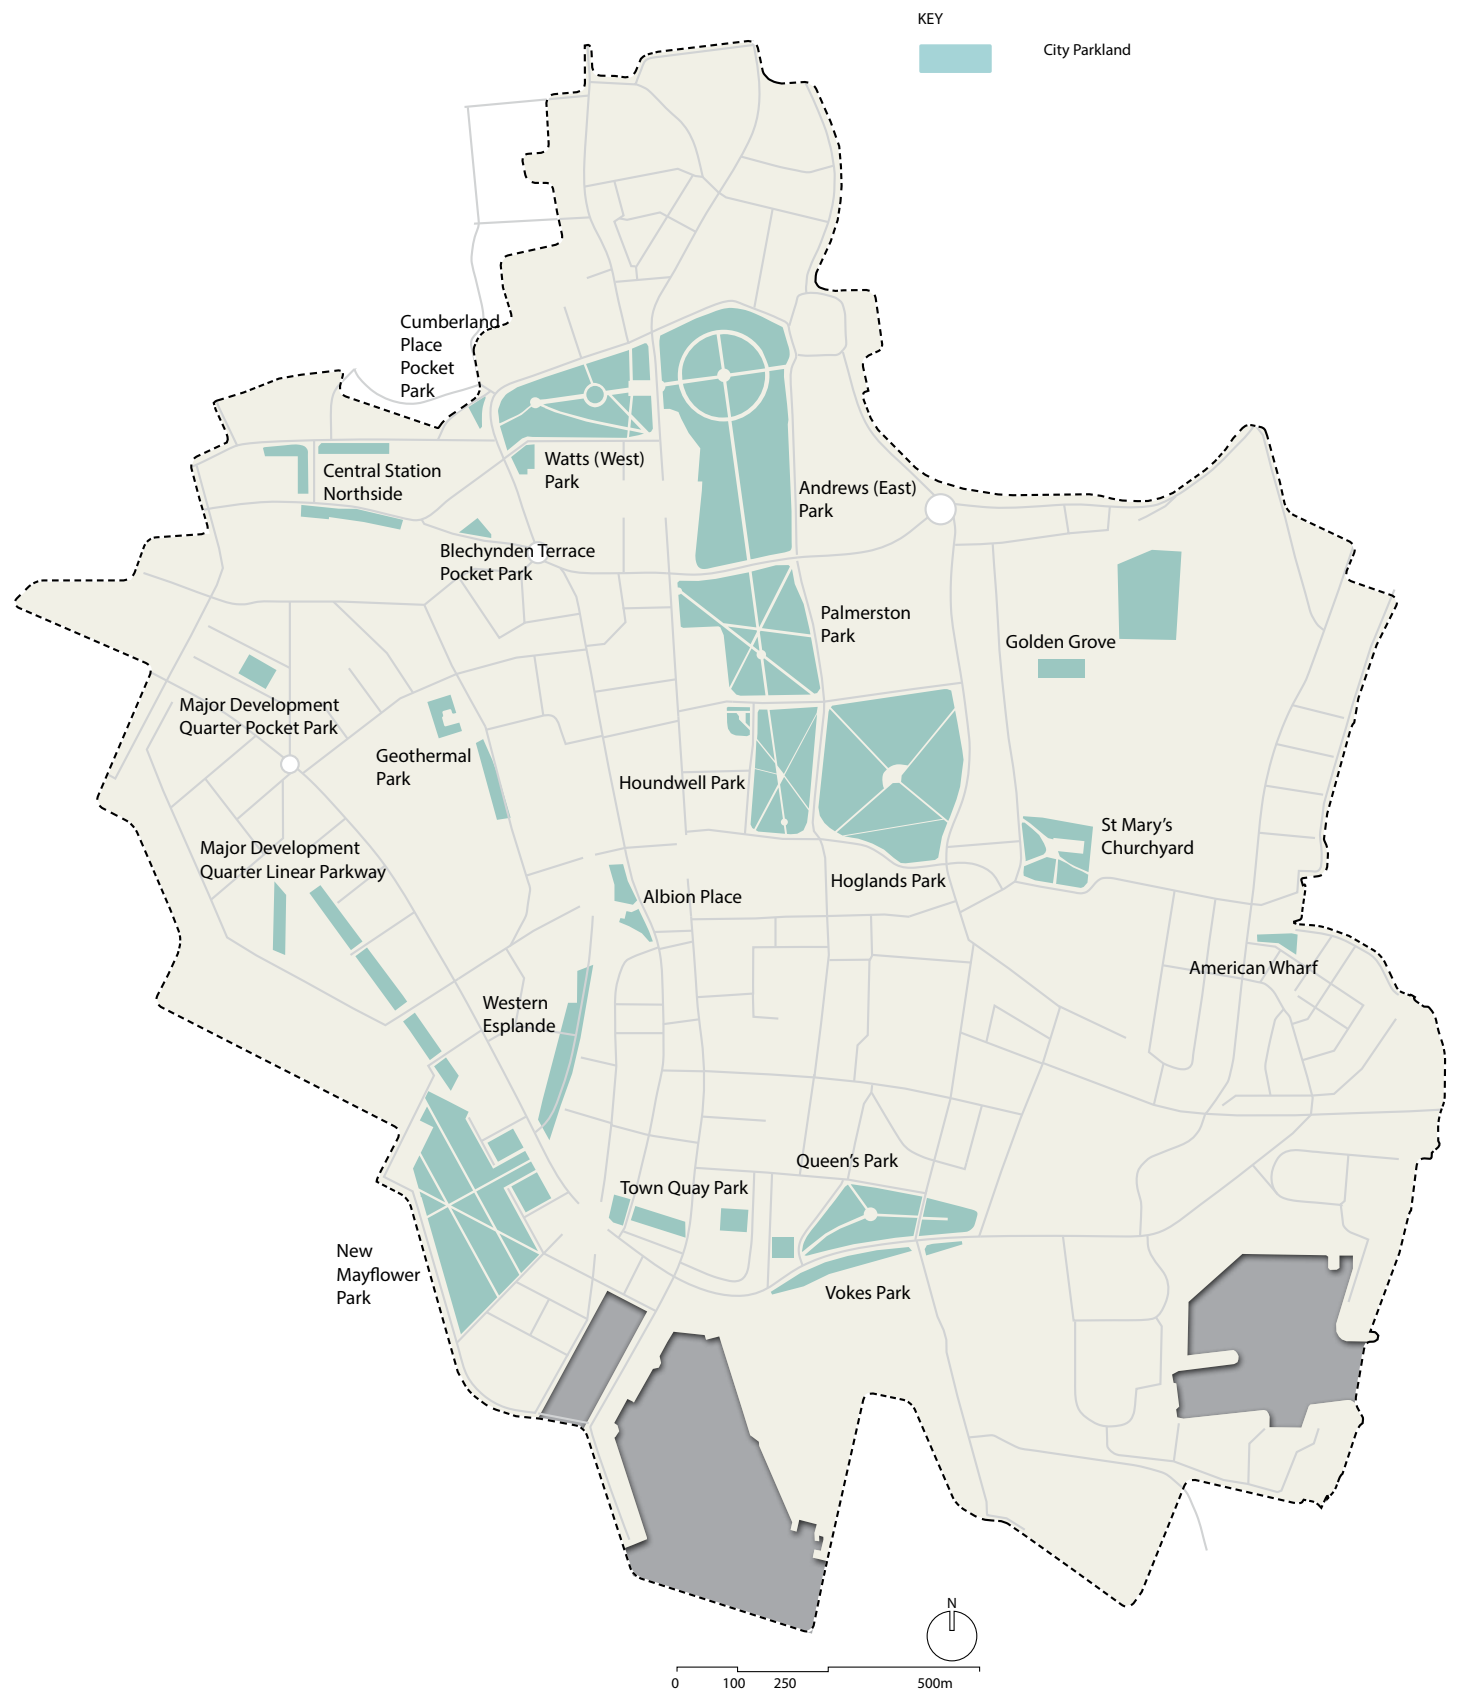 KEY
City Parkland
Cumberland
Place
Pocket
Park
Watts (West)
Park
Central Station
Northside
Andrews (East)
Park
Blechynden Terrace
Pocket Park
Palmerston
Park
Golden Grove
Major Development
Quarter Pocket Park
Geothermal
Park
Houndwell Park
St Mary's
Churchyard
Major Development
Quarter Linear Parkway
Hoglands Park
Albion Place
American Wharf
Western
Esplande
Queen's Park
Town Quay Park
New
Mayflower
Park
Vokes Park
N
0 100 250 500m